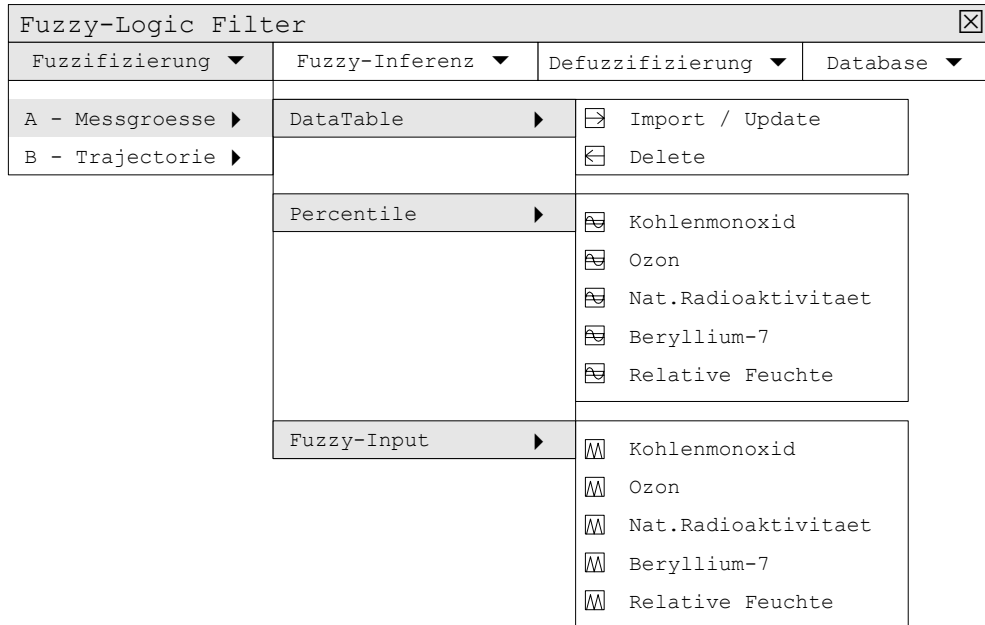 Fuzzy-Logic Filter
Fuzzifizierung
Fuzzy-Inferenz
Defuzzifizierung
Database
A - Messgroesse
B - Trajectorie
DataTable
Import / Update
Delete
Percentile
Kohlenmonoxid
Ozon
Nat.Radioaktivitaet
Beryllium-7
Relative Feuchte
Fuzzy-Input
Kohlenmonoxid
Ozon
Nat.Radioaktivitaet
Beryllium-7
Relative Feuchte